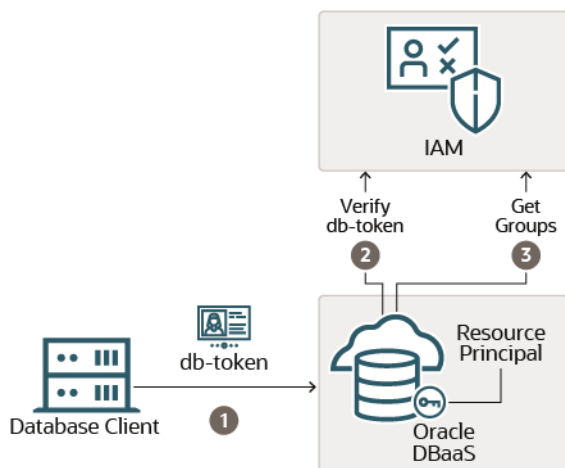 IAM
Verify
db-token
2
Get
Groups
3
db-token
1
Database Client
Resource
Principal
Oracle
DBaaS